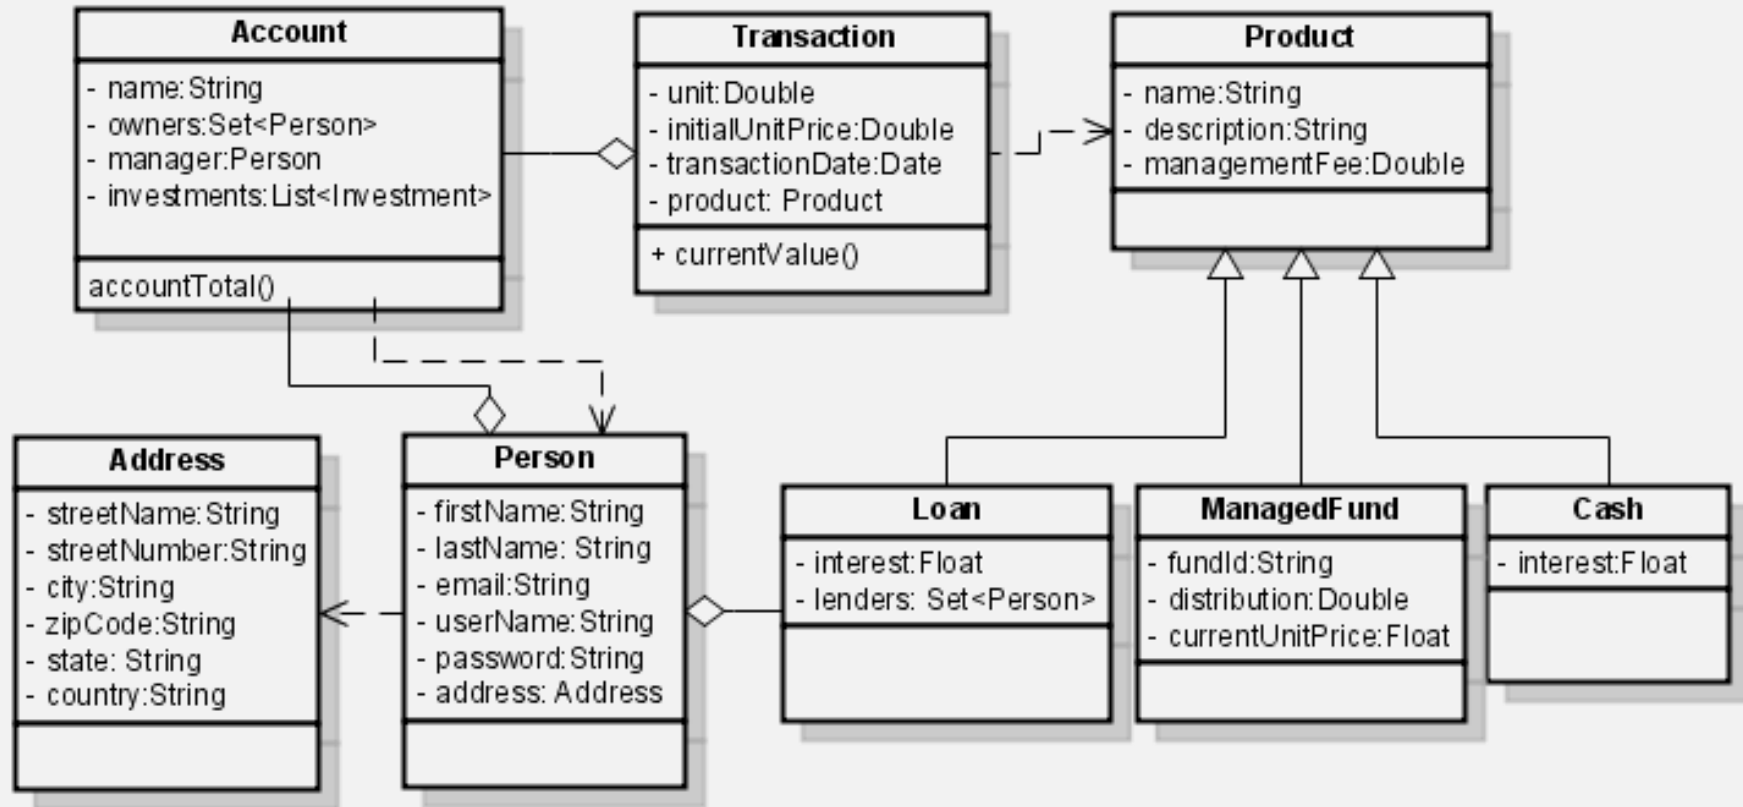 Account
- name:String
- owners:Set<Person>
- manager:Person
- investments:List<Investment>
accountTotal()
Transaction
- unit:Double
- initialUnitPrice:Double
- transactionDate:Date
- product: Product
+ currentValue()
Product
- name:String
- description:String
- managementFee:Double
Address
- streetName:String
- streetNumber:String
- city:String
- zipCode:String
- state: String
- country:String
Person
- firstName:String
- lastName: String
- email:String
- userName:String
- password:String
- address: Address
Loan
- interest:Float
- lenders: Set<Person>
ManagedFund
- fundId:String
- distribution:Double
- currentUnitPrice:Float
Cash
- interest:Float